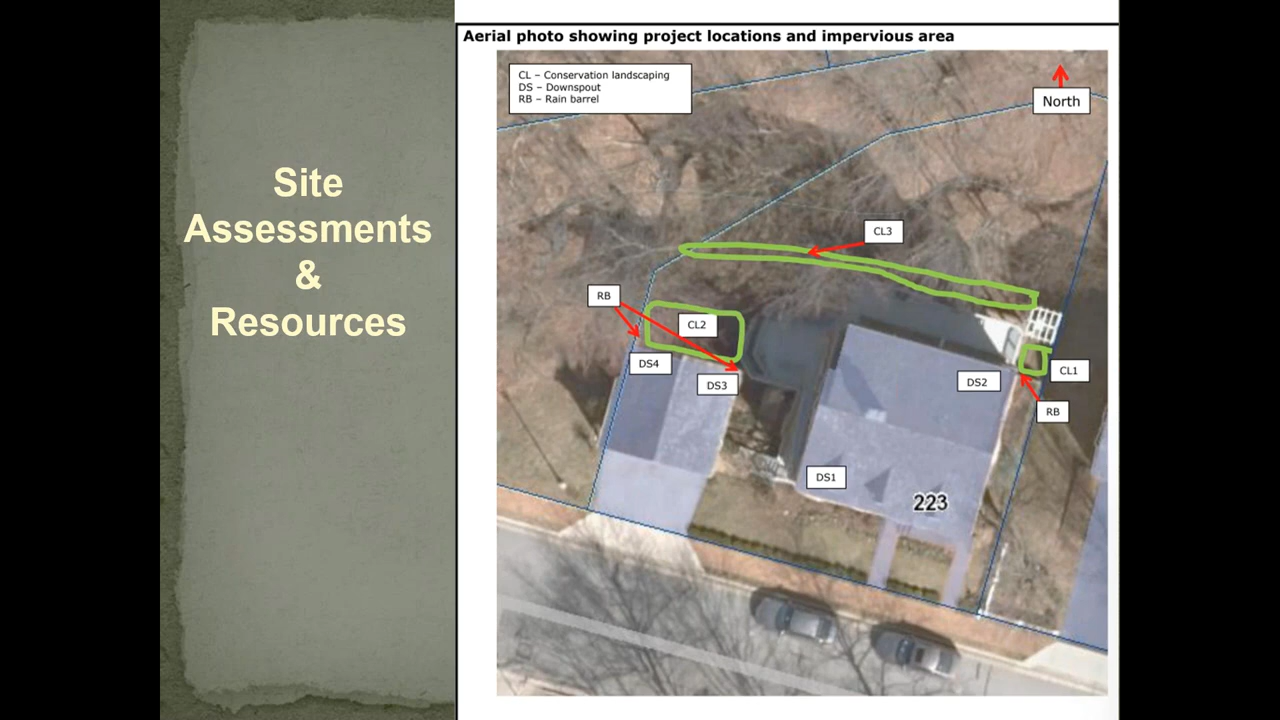 Site
Assessments
&
Resources
Aerial photo showing project locations and impervious area
CL – Conservation landscaping
DS – Downspout
RB – Rain barrel
North
CL3
RB
CL2
DS4
DS3
DS2
CL1
RB
DS1
223